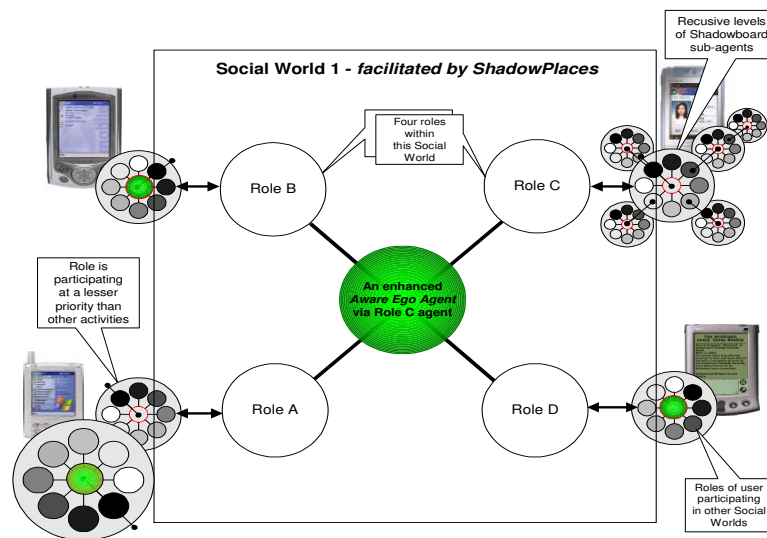 Social World 1 - facilitated by ShadowPlaces
Recusive levels
of Shadowboard
sub-agents
Four roles
within
this Social
World
Role B
Role C
An enhanced
Aware Ego Agent
via Role C agent
Role is
participating
at a lesser
priority than
other activities
Role A
Role D
Roles of user
participating
in other Social
Worlds